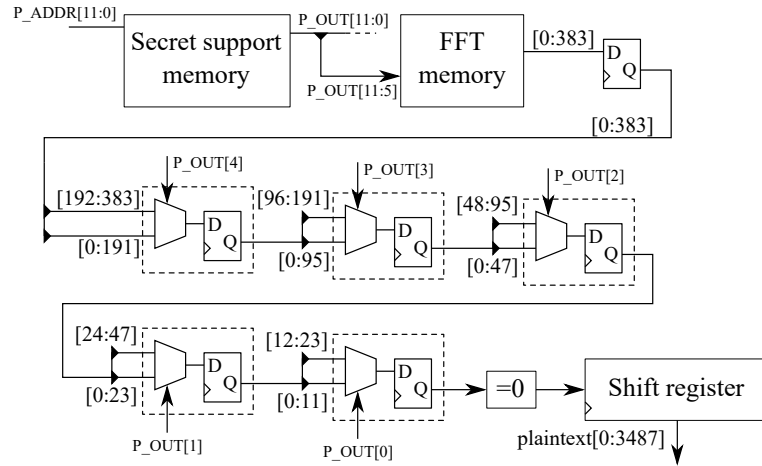 P_ADDR[11:0]
Secret support
memory
P_OUT[11:0]
P_OUT[11:5]
FFT
memory
[0:383]
D
Q
[0:383]
P_OUT[4]
[192:383]
[0:191]
D
Q
P_OUT[3]
[96:191]
[0:95]
D
Q
P_OUT[2]
[48:95]
[0:47]
D
Q
[24:47]
[0:23]
D
Q
P_OUT[1]
[12:23]
[0:11]
D
Q
P_OUT[0]
=0
Shift register
plaintext[0:3487]